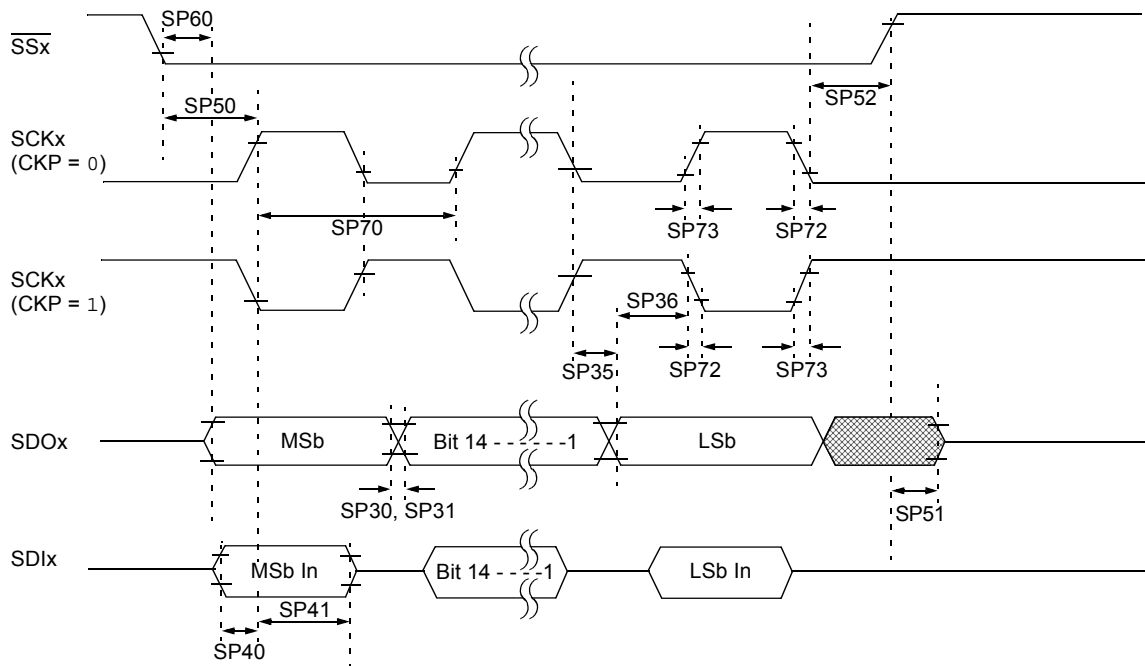 SP60
SSx
SP52
SP50
SCKx
(CKP = 0)
SP70
SP73
SP72
SCKx
(CKP = 1)
SP36
SP35
SP72
SP73
SDOx
MSb
Bit 14 - - - - - -1
LSb
SP30, SP31
SP51
SDIx
MSb In
Bit 14 - - - - -1
LSb In
SP41
SP40